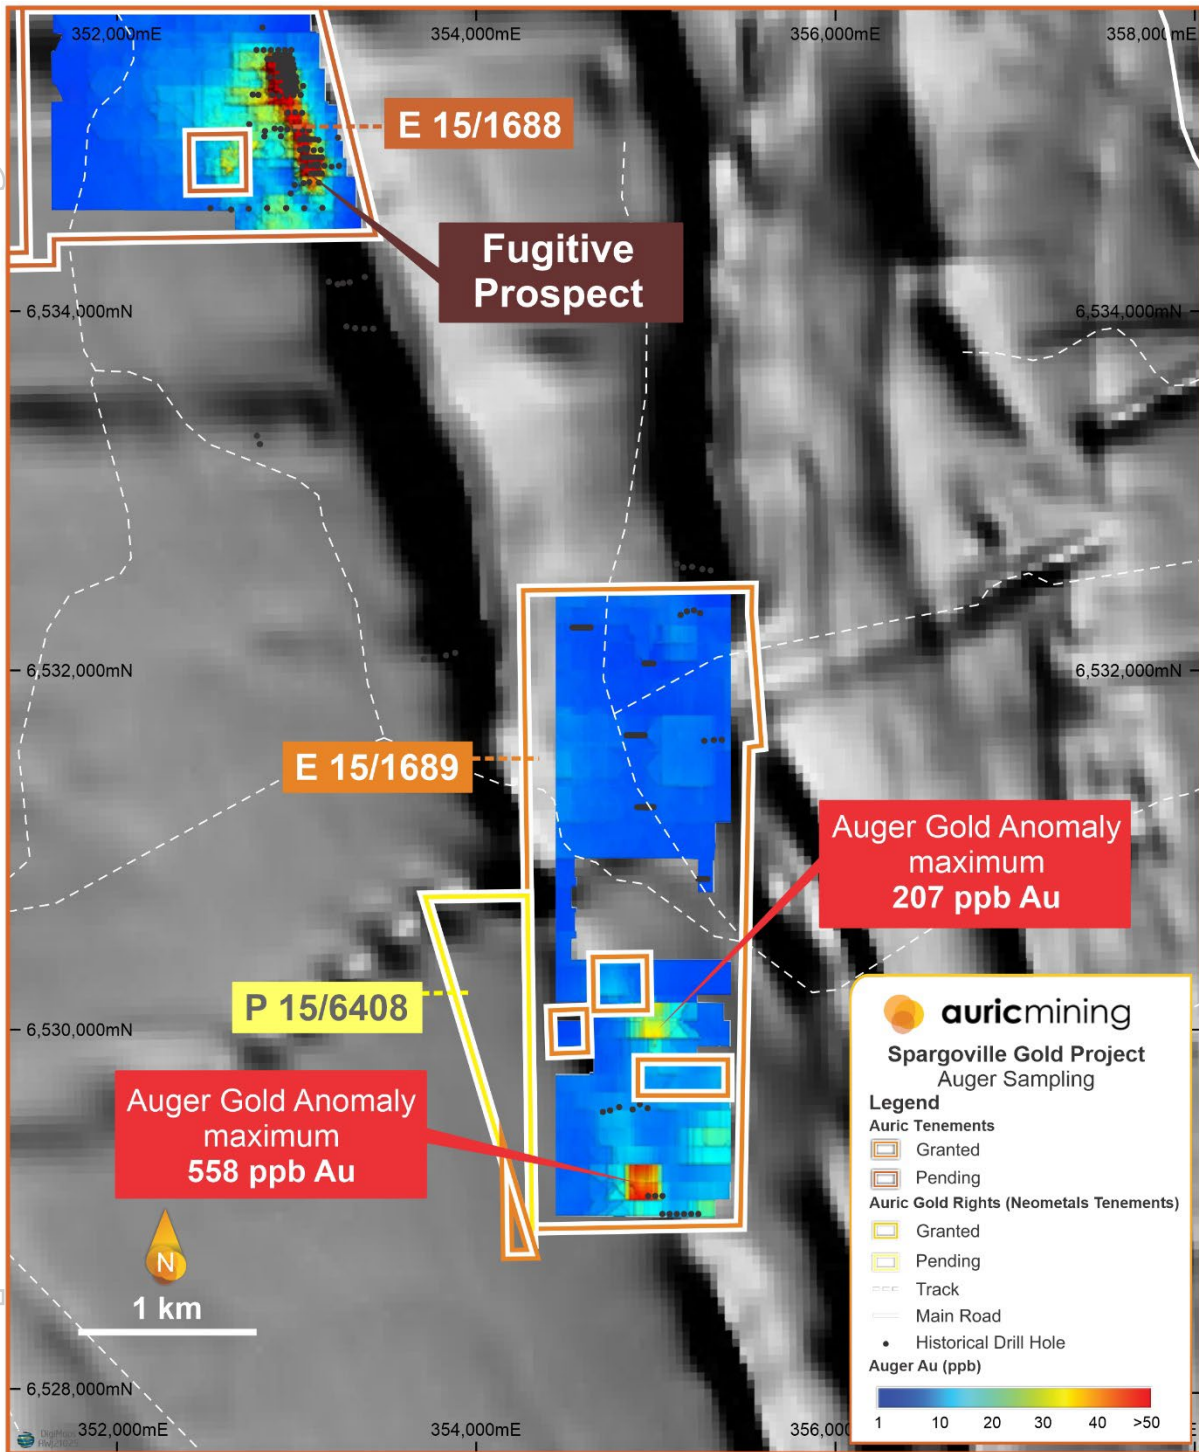 352,000mE
354,000mE
356,000mE
358,000mE
E 15/1688
Fugitive
Prospect
6,534,000mN
6,534,000mN
6,532,000mN
6,532,000mN
E 15/1689
Auger Gold Anomaly
maximum
207 ppb Au
P 15/6408
6,530,000mN
Auger Gold Anomaly
maximum
558 ppb Au
N
1 km
6,528,000mN
352,000mE
354,000mE
356,000
auricmining
Spargoville Gold Project
Auger Sampling
Legend
Auric Tenements
Granted
Pending
Auric Gold Rights (Neometals Tenements)
Granted
Pending
Track
Main Road
Historical Drill Hole
Auger Au (ppb)
1 10 20 30 40 >50